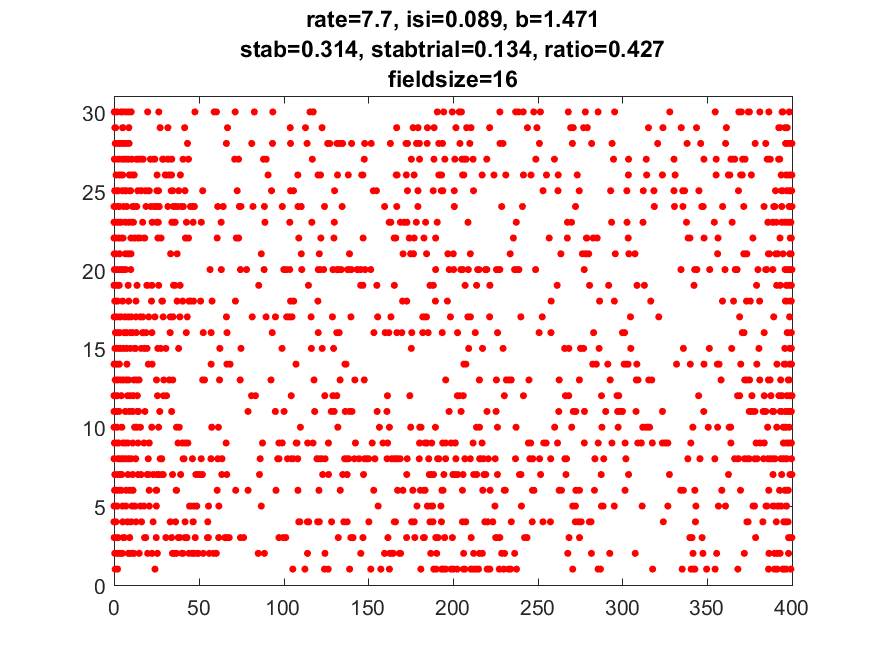 rate=7.7, isi=0.089, b=1.471
stab=0.314, stabtrial=0.134, ratio=0.427
fieldsize=16
30
25
20
15
10
5
0
0 50 100 150 200 250 300 350 400